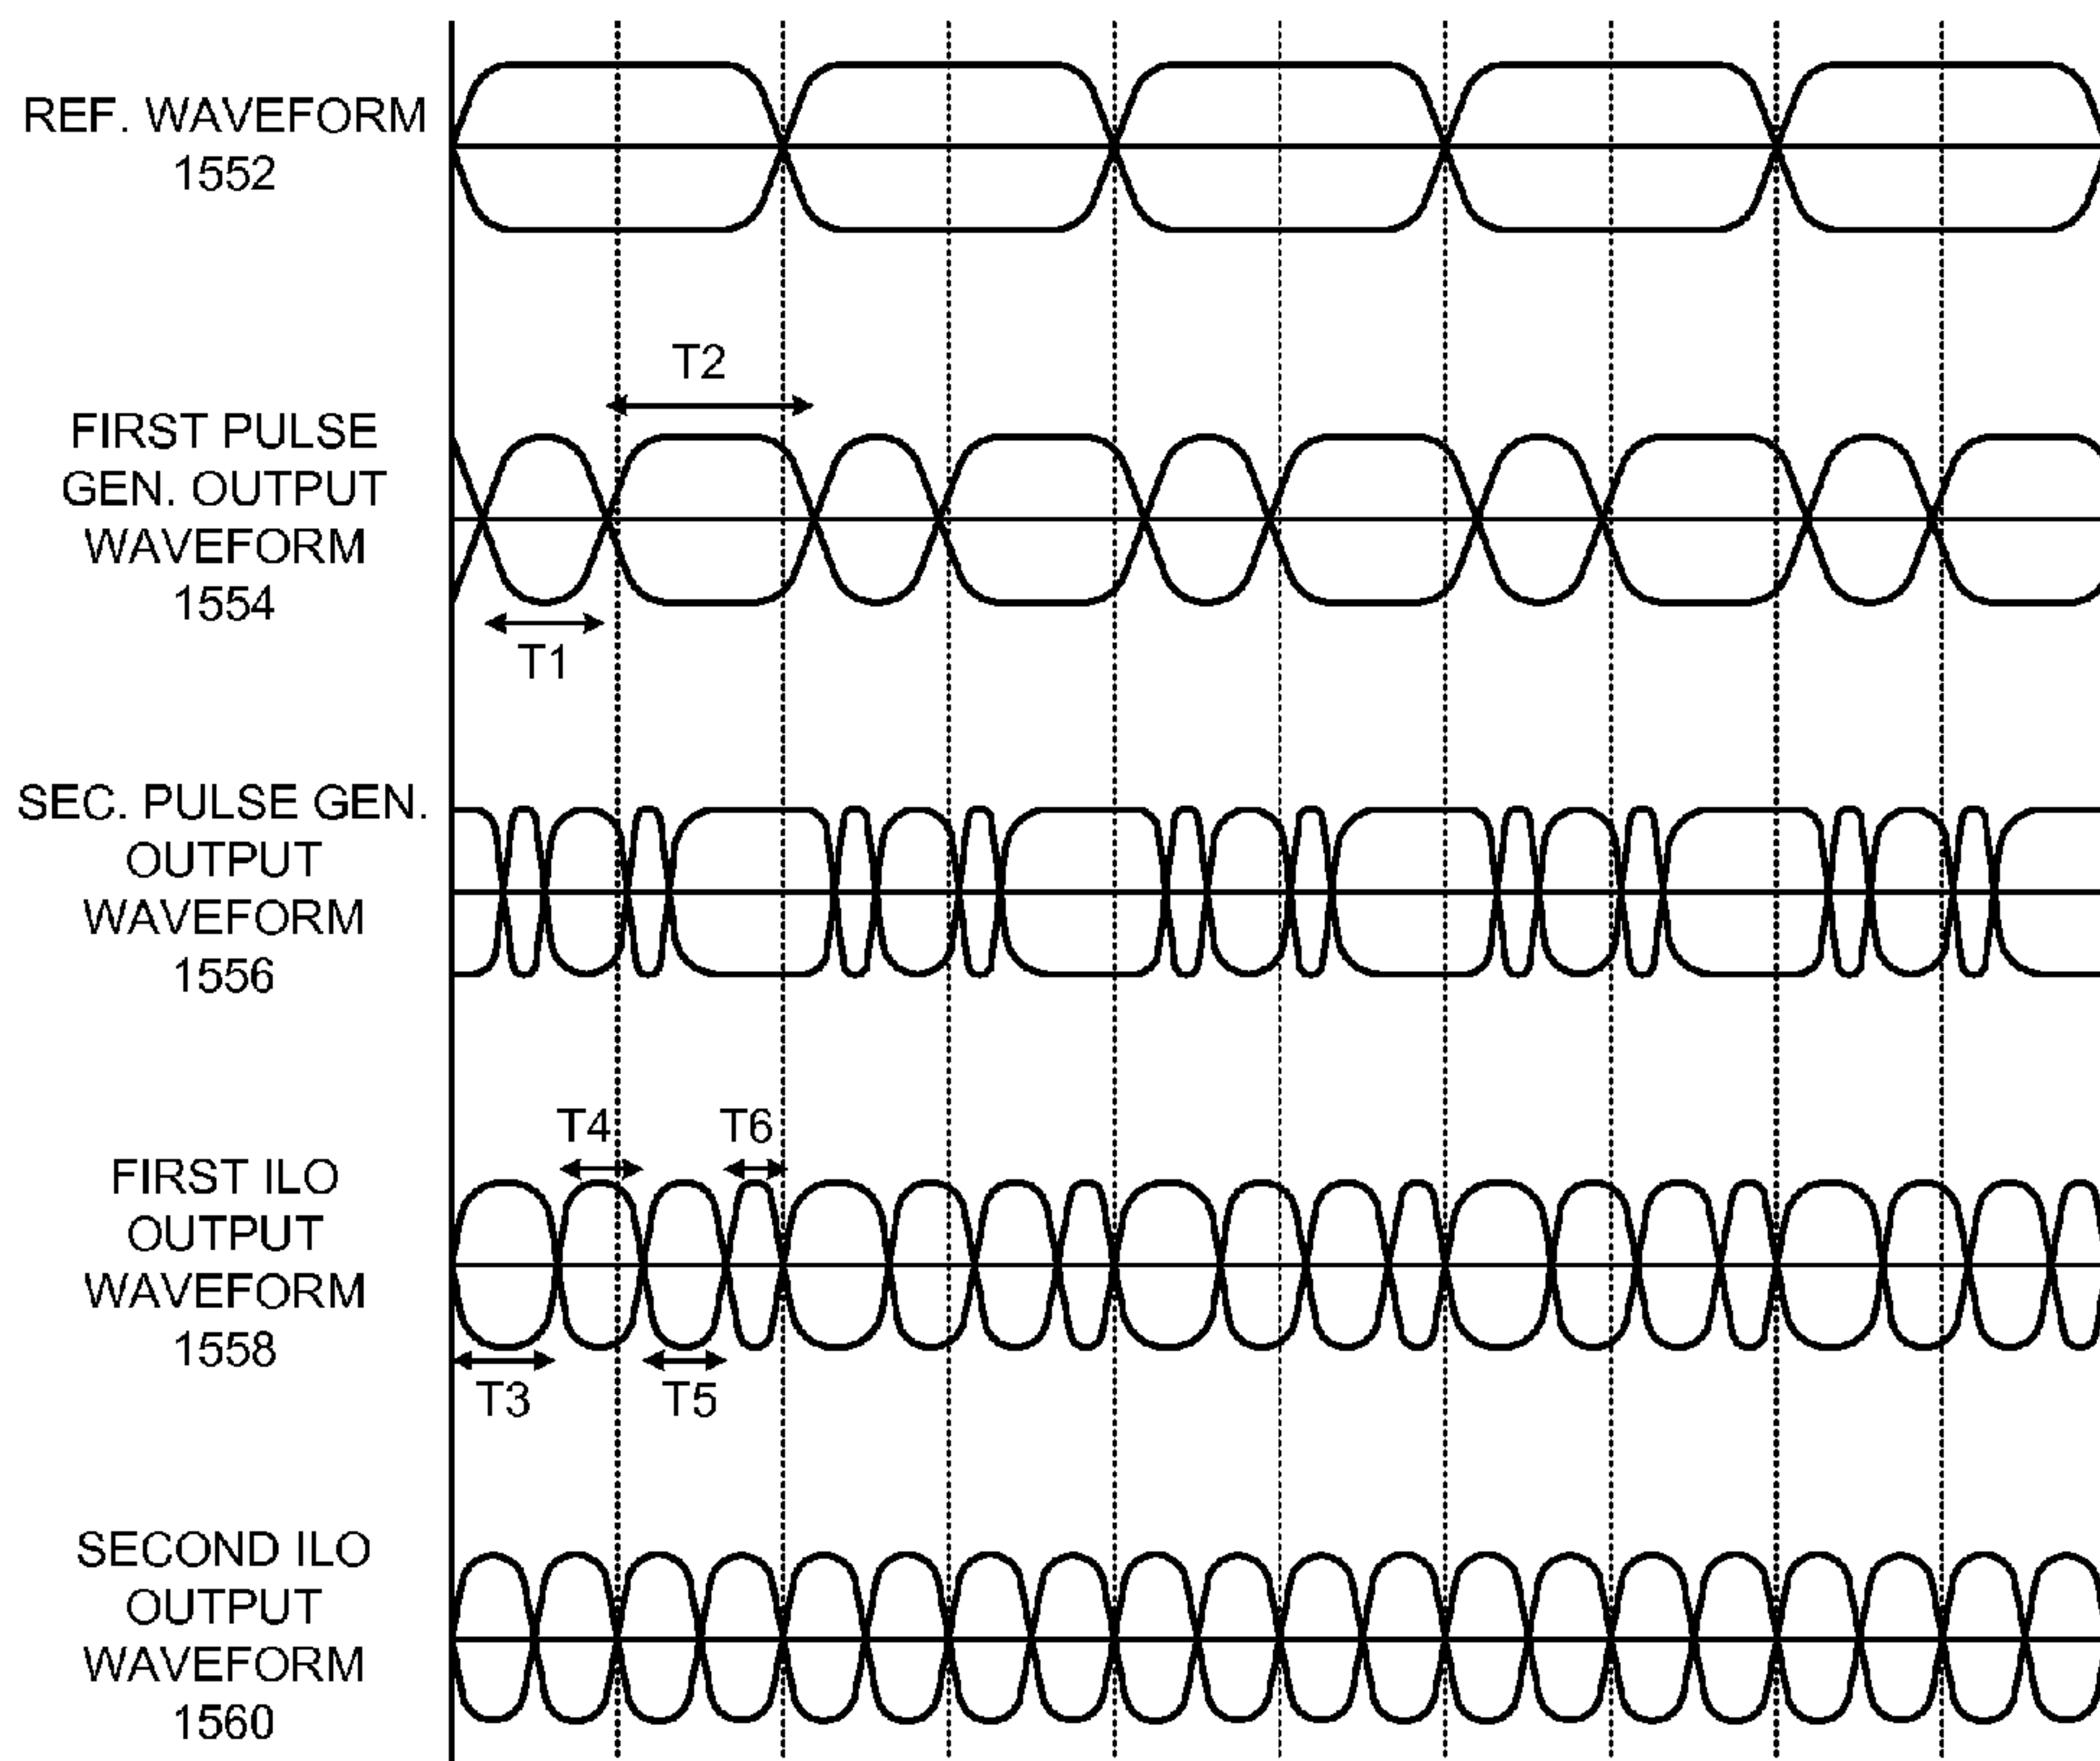 REF. WAVEFORM
1552
T2
FIRST PULSE
GEN. OUTPUT
WAVEFORM
1554
T1
SEC. PULSE GEN.
OUTPUT
WAVEFORM
1556
T4
T6
FIRST ILO
OUTPUT
WAVEFORM
1558
T3
T5
SECOND ILO
OUTPUT
WAVEFORM
1560